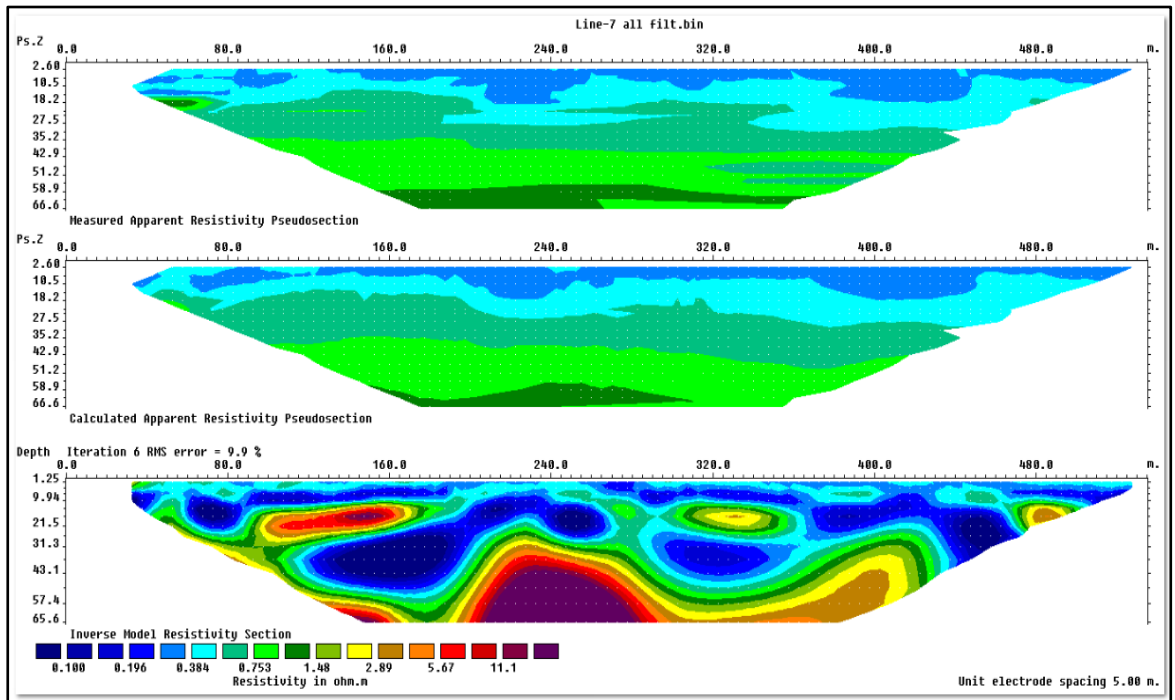 Line-7 all filt.bin
Ps.Z 0.0 80.0 160.0 240.0 320.0 400.0 480.0 m.
2.60
10.5
18.2
27.5
35.2
42.9
51.2
58.9
66.6
Measured Apparent Resistivity Pseudosection
Ps.Z 0.0 80.0 160.0 240.0 320.0 400.0 480.0 m.
2.60
10.5
18.2
27.5
35.2
42.9
51.2
58.9
66.6
Calculated Apparent Resistivity Pseudosection
Depth Iteration 6 RMS error = 9.9 %
0.0 80.0 160.0 240.0 320.0 400.0 480.0 m.
1.25
9.94
21.5
31.3
43.1
57.4
65.6
Inverse Model Resistivity Section
0.100 0.196 0.384 0.753 1.48 2.89 5.67 11.1
Resistivity in ohm.m Unit electrode spacing 5.00 m.